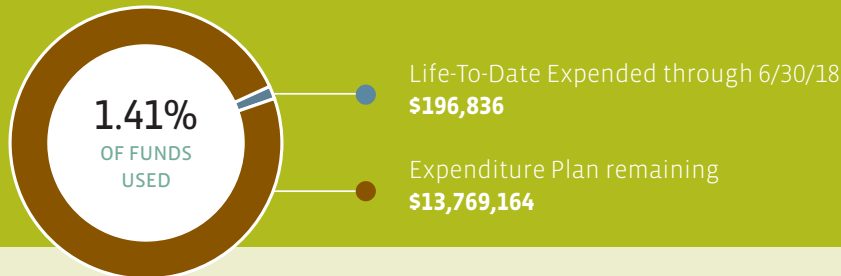 1.41%
OF FUNDS
USED
Life-To-Date Expended through 6/30/18
$196,836
Expenditure Plan remaining
$13,769,164